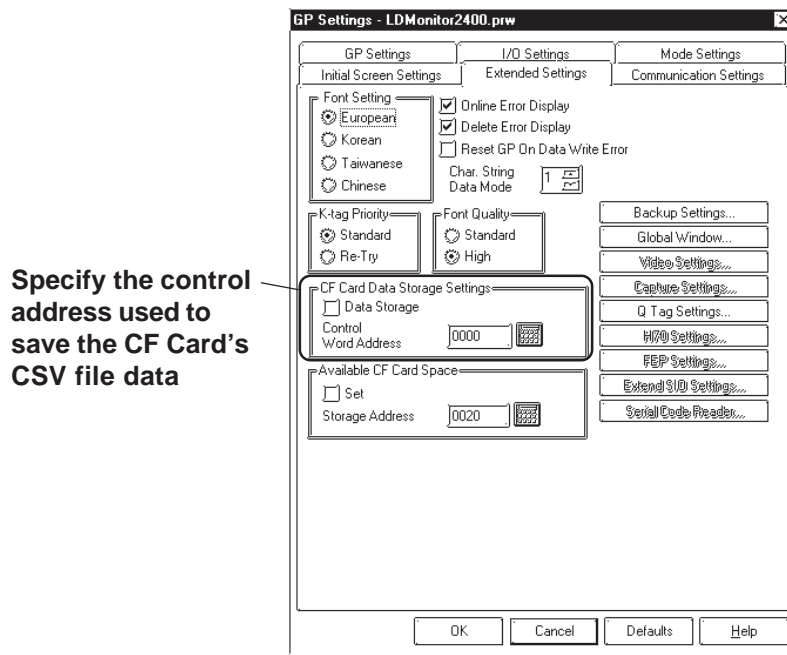 GP Settings - LDMonitor2400.prw
GP Settings
I/O Settings
Mode Settings
Initial Screen Settings
Extended Settings
Communication Settings
Font Setting
European
Korean
Taiwanese
Chinese
Online Error Display
Delete Error Display
Reset GP On Data Write Error
Char. String
Data Mode
1
K-tag Priority
Standard
Re-Try
Font Quality
Standard
High
Backup Settings...
Global Window...
Video Settings...
Capture Settings...
Q Tag Settings...
H70 Settings...
FEP Settings...
Extend SIO Settings...
Serial Code Reader...
Specify the control
address used to
save the CF Card's
CSV file data
CF Card Data Storage Settings
Data Storage
Control
Word Address
0000
Available CF Card Space
Set
Storage Address
0020
OK
Cancel
Defaults
Help